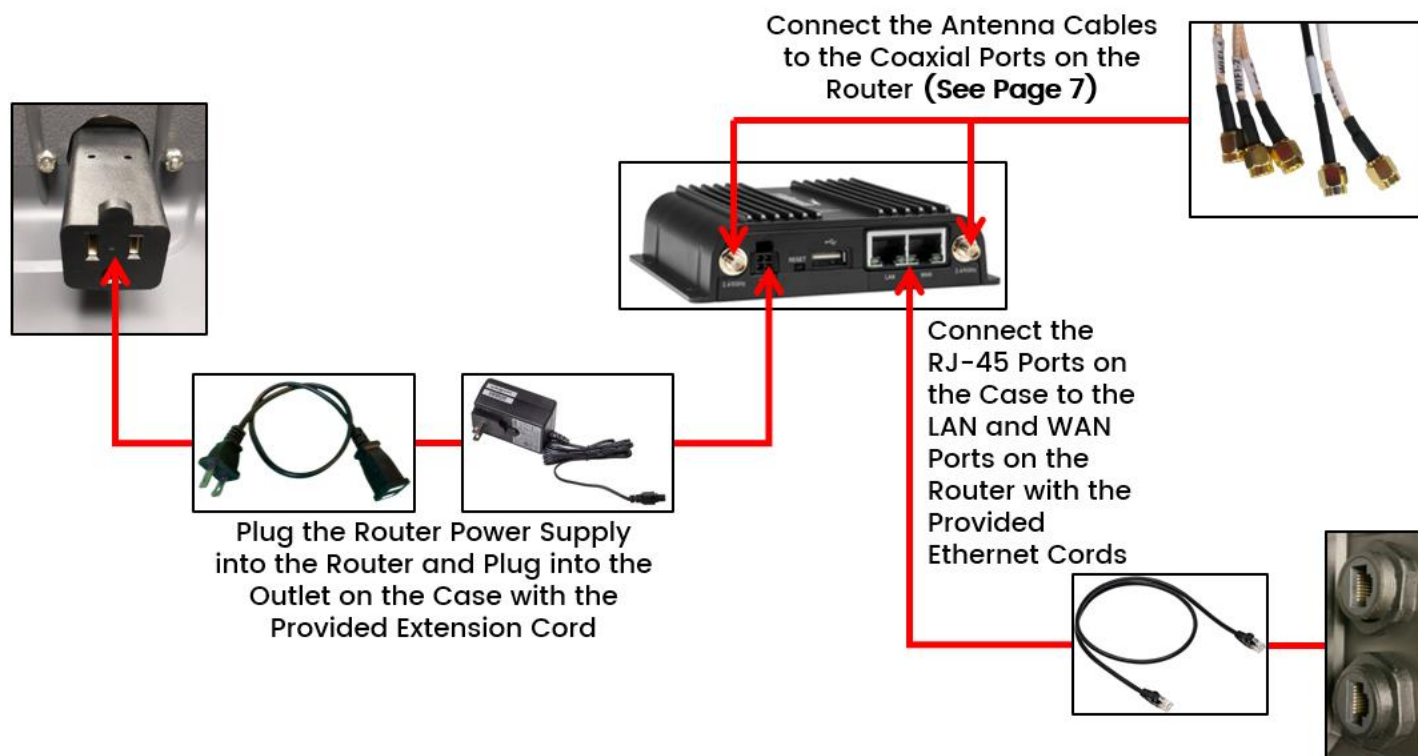 Connect the Antenna Cables
to the Coaxial Ports on the
Router (See Page 7)
RESET
LAN
WAN
Connect the
RJ-45 Ports on
the Case to the
LAN and WAN
Ports on the
Router with the
Provided
Ethernet Cords
Plug the Router Power Supply
into the Router and Plug into the
Outlet on the Case with the
Provided Extension Cord